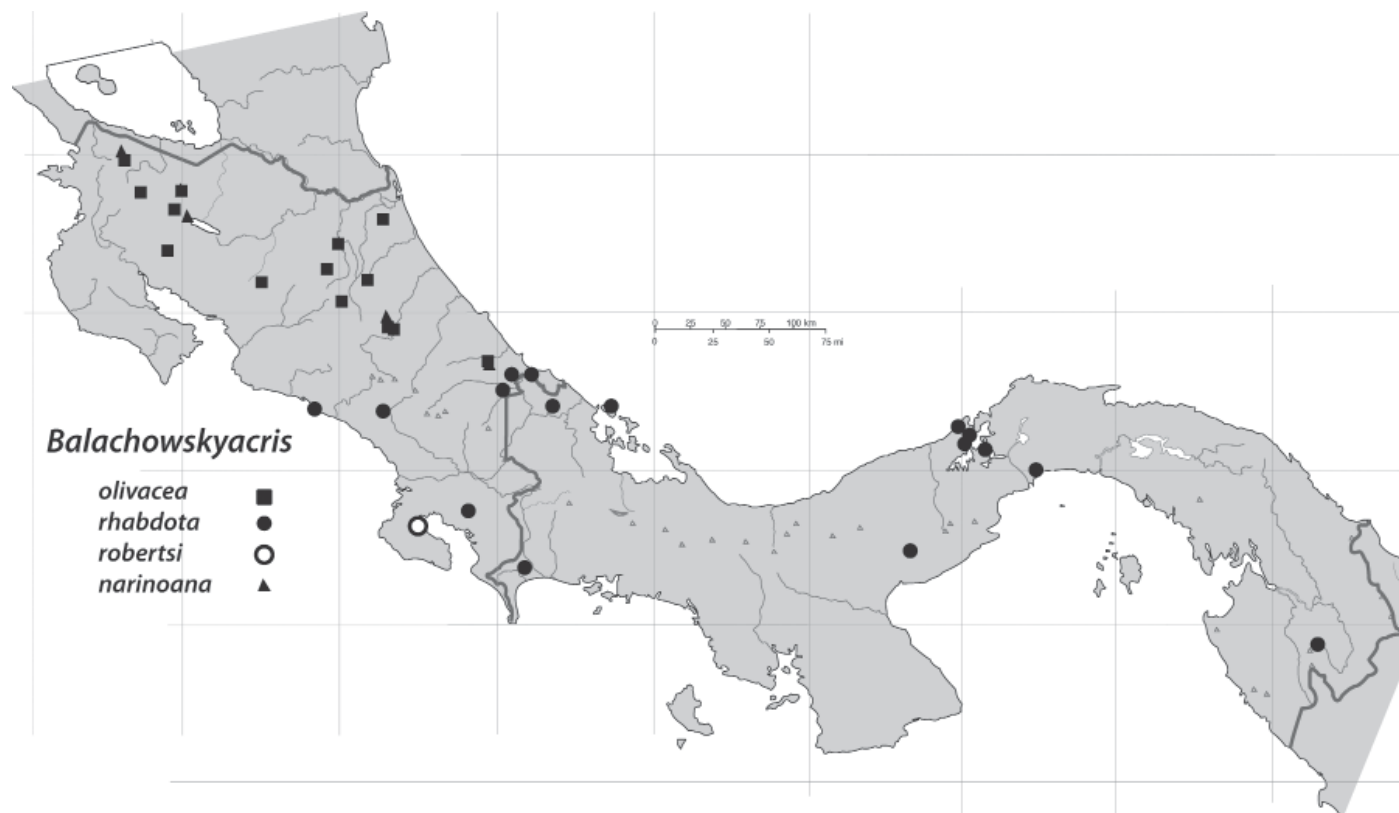 0 25 50 75 100 km
0 25 50 75 mi
Balachowskyacris
olivacea
rhabdota
robertsi
narinoana